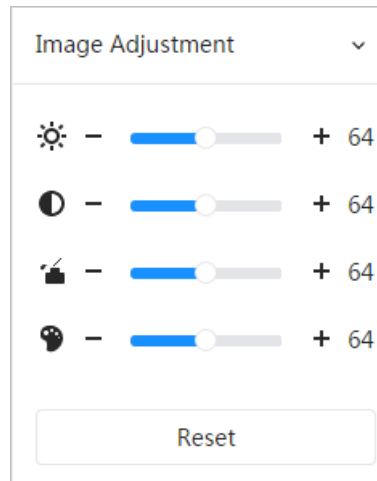 Image Adjustment
− + 64
− + 64
− + 64
− + 64
Reset